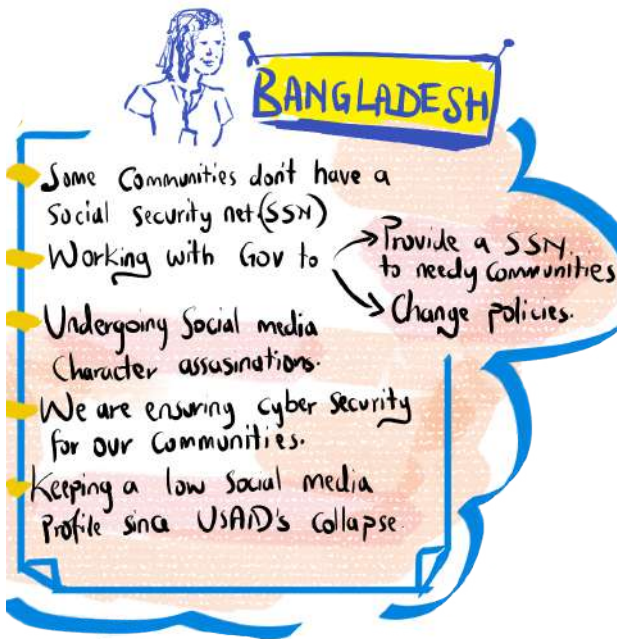 BANGLADESH
Some Communities don't have a
Social Security net.(SSN)
Working with Gov to
Provide a SSN
to needy communities
Change policies.
Undergoing Social media
Character assasinations.
We are ensuring cyber security
for our communities.
Keeping a low social media
Profile since USAID's collapse.